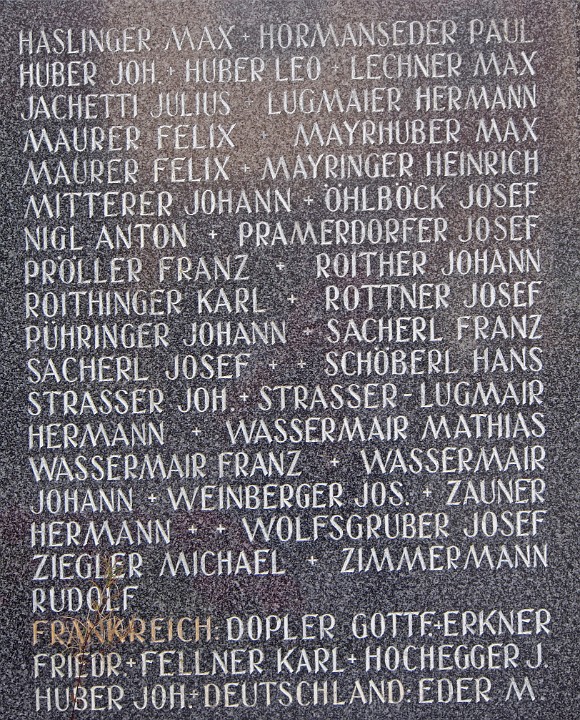 HASLINGER MAX + HÖRMANSEDER PAUL
HUBER JOH. + HUBER LEO + LECHNER MAX
JACHETTI JULIUS + LUGMAIER HERMANN
MAURER FELIX + MAYRHUBER MAX
MAURER FELIX + MAYRINGER HEINRICH
MITTERER JOHANN + ÖHLBÖCK JOSEF
NIGL ANTON + PRAMERDORFER JOSEF
PRÖLLER FRANZ + ROITHER JOHANN
ROITHINGER KARL + ROTTNER JOSEF
PÜHRINGER JOHANN + SACHERL FRANZ
SACHERL JOSEF + + SCHÖBERL HANS
STRASSER JOH. + STRASSER-LUGMAIR
HERMANN + WASSERMAIR MATHIAS
WASSERMAIR FRANZ + WASSERMAIR
JOHANN + WEINBERGER JOS. + ZAUNER
HERMANN + + WOLFSGRUBER JOSEF
ZIEGLER MICHAEL + ZIMMERMANN
RUDOLF
FRANKREICH: DOPLER GOTTF. + ERKNER
FRIEDR. + FELLNER KARL + HOCHEGGER J.
HUBER JOH. + DEUTSCHLAND: EDER M.